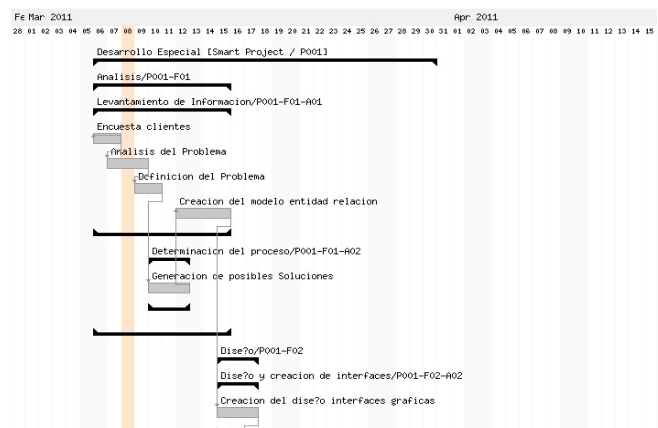 Fe Mar 2011 Apr 2011
28 01 02 03 04 05 06 07 08 09 10 11 12 13 14 15 16 17 18 19 20 21 22 23 24 25 26 27 28 29 30 31 01 02 03 04 05 06 07 08 09 10 11 12 13 14 15
Desarrollo Especial [Smart Project / P001]
Analisis/P001-F01
Levantamiento de Informacion/P001-F01-A01
Encuesta clientes
Analisis del Problema
Definicion del Problema
Creacion del modelo entidad relacion
Determinacion del proceso/P001-F01-A02
Generacion de posibles Soluciones
Dise?o/P001-F02
Dise?o y creacion de interfaces/P001-F02-A02
Creacion del dise?o interfaces graficas